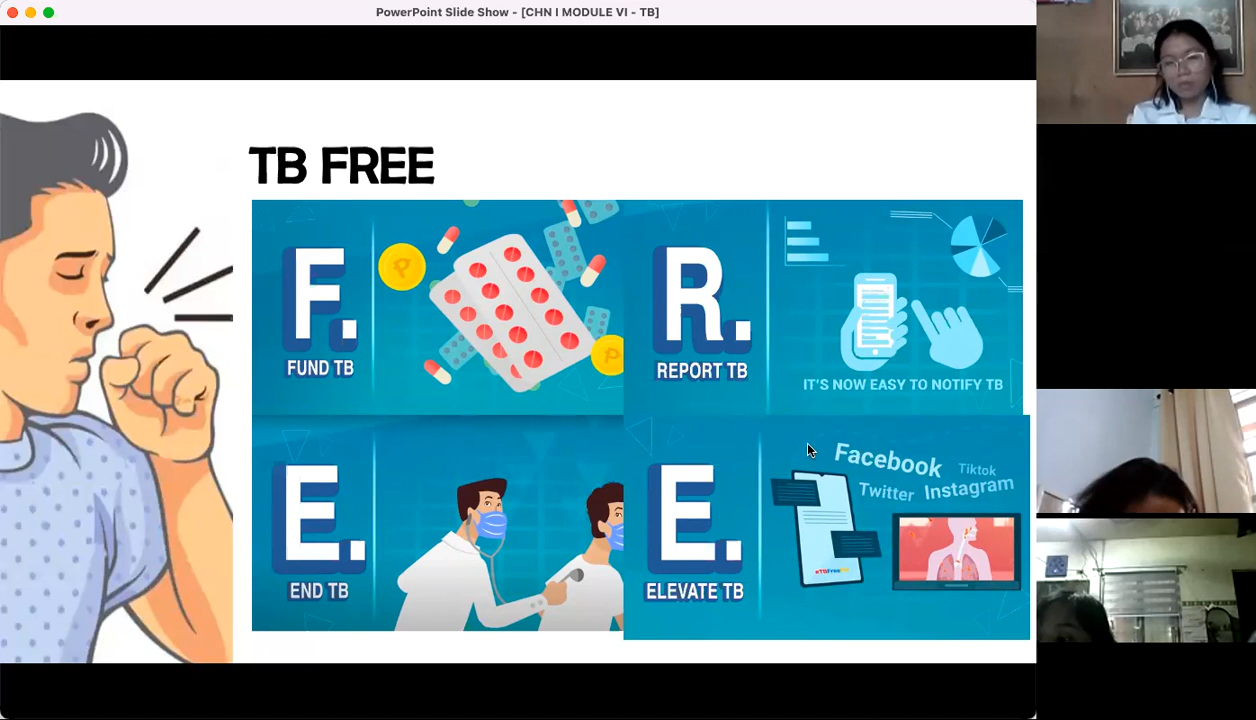 PowerPoint Slide Show - [CHN I MODULE VI - TB]
TB FREE
F.
FUND TB
R.
REPORT TB
IT'S NOW EASY TO NOTIFY TB
E.
END TB
E.
ELEVATE TB
Facebook
Tiktok
Twitter
Instagram